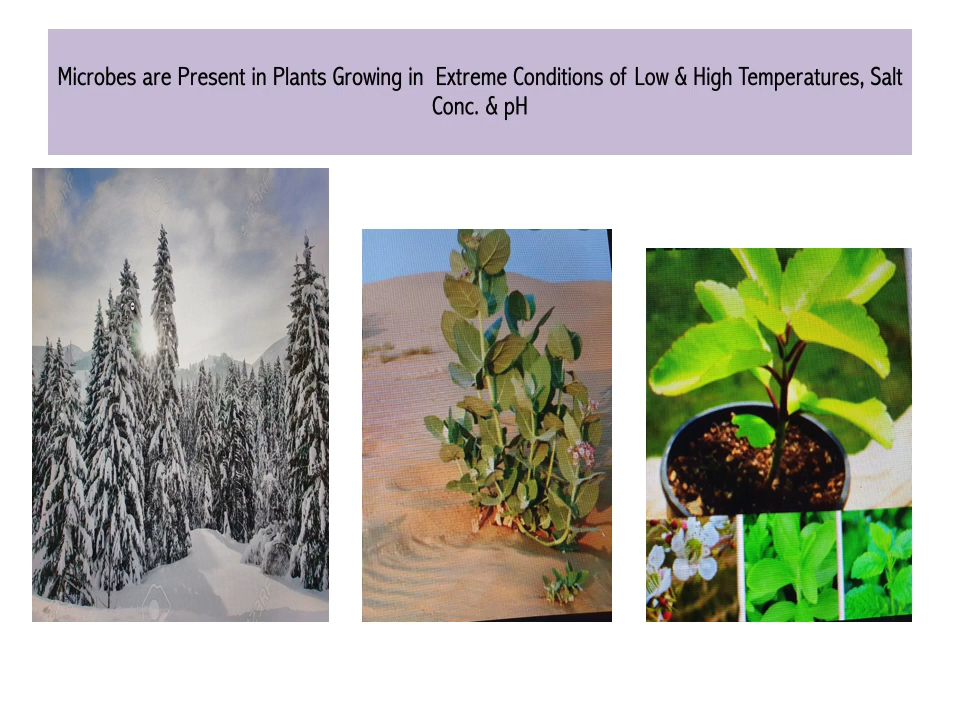 Microbes are Present in Plants Growing in  Extreme Conditions of Low & High Temperatures, Salt
Conc. & pH